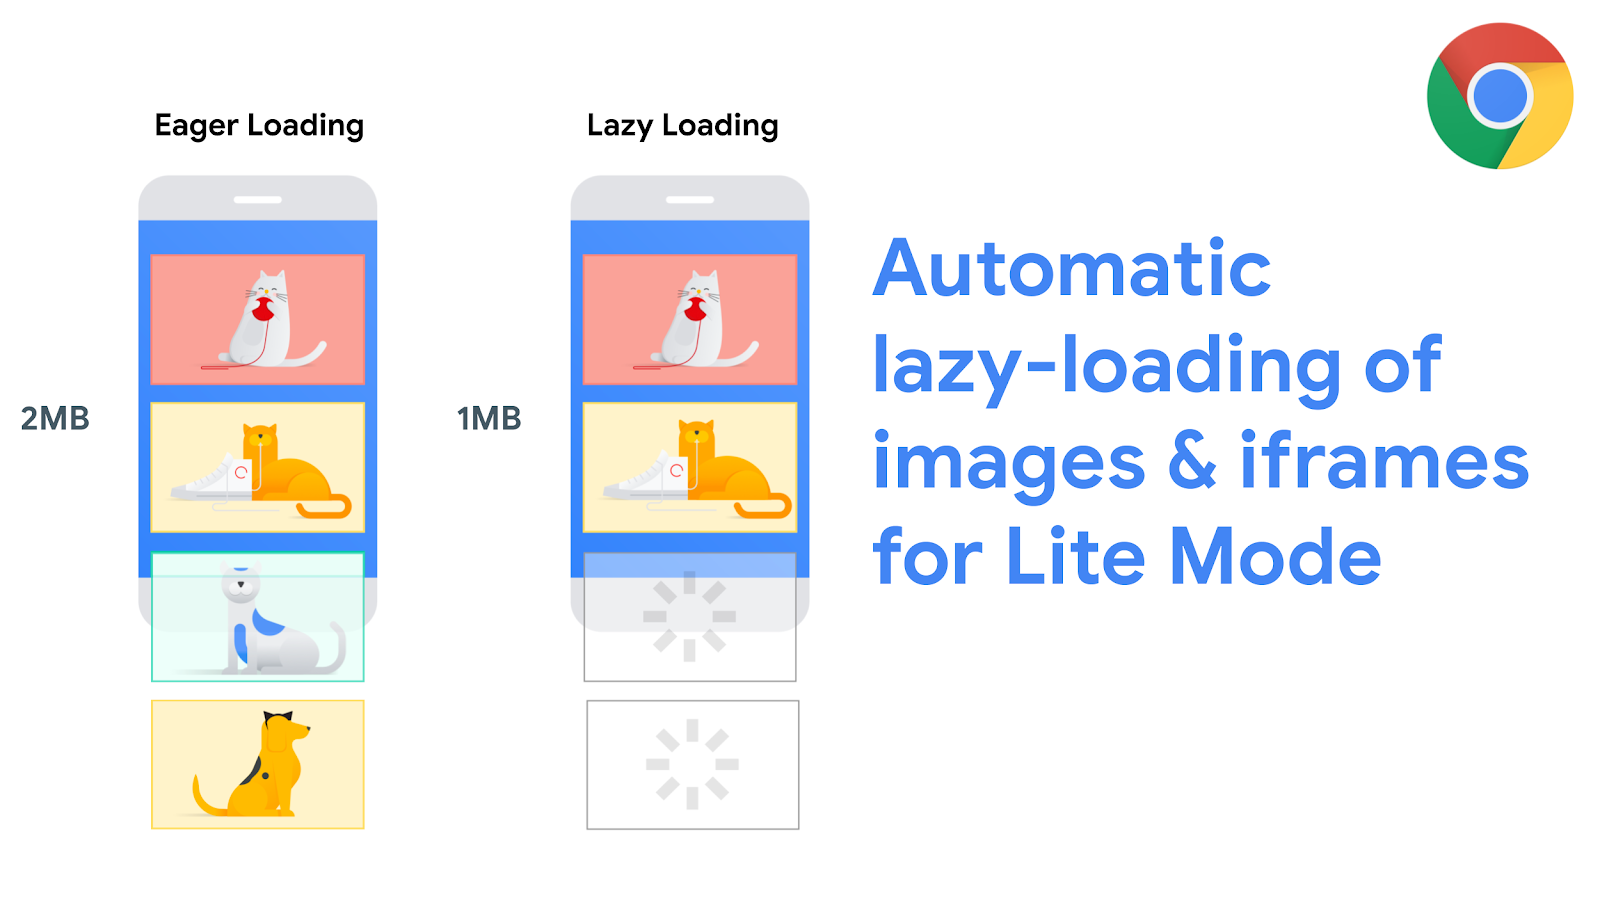 Eager Loading
Lazy Loading
2MB
1MB
Automatic
lazy-loading of
images & iframes
for Lite Mode